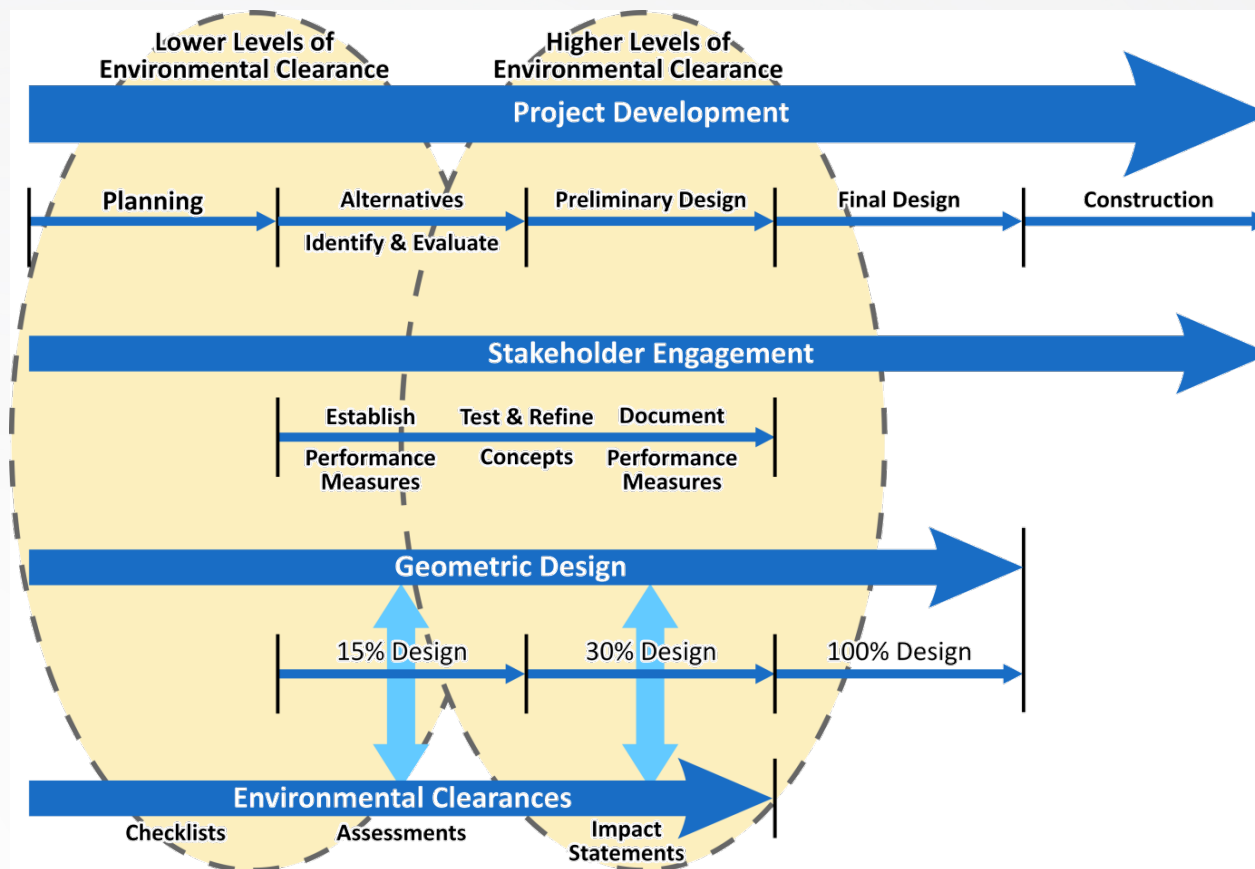 Lower Levels of
Environmental Clearance
Higher Levels of
Environmental Clearance
Project Development
Planning
Alternatives
Identify & Evaluate
Preliminary Design
Final Design
Construction
Stakeholder Engagement
Establish
Performance
Measures
Test & Refine
Concepts
Document
Performance
Measures
Geometric Design
15% Design
30% Design
100% Design
Environmental Clearances
Checklists
Assessments
Impact
Statements